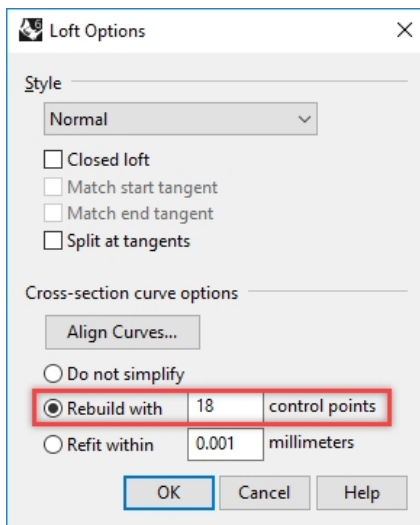 Loft Options
Style
Normal
Closed loft
Match start tangent
Match end tangent
Split at tangents
Cross-section curve options
Align Curves...
Do not simplify
Rebuild with 18 control points
Refit within 0.001 millimeters
OK Cancel Help